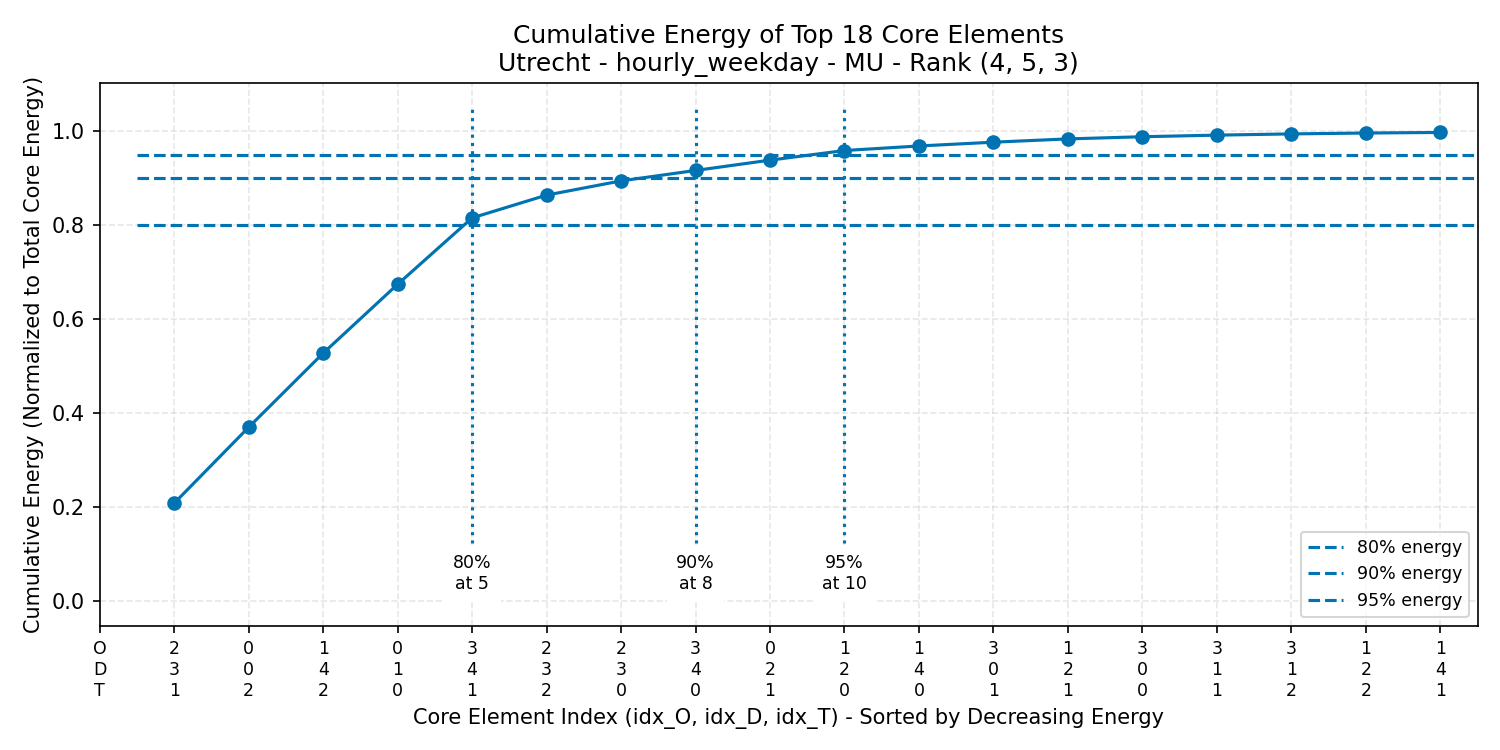 Cumulative Energy of Top 18 Core Elements
Utrecht - hourly_weekday - MU - Rank (4, 5, 3)
Cumulative Energy (Normalized to Total Core Energy)
1.0
0.8
0.6
0.4
0.2
0.0
80%
at 5
90%
at 8
95%
at 10
80% energy
90% energy
95% energy
O 2 0 1 0 3 2 2 3 0 1 1 3 1 3 3 3 1 1
D 3 0 4 1 4 3 3 4 2 2 4 0 2 0 1 1 2 4
T 1 2 2 0 1 2 0 0 1 0 0 1 1 0 1 2 2 1
Core Element Index (idx_O, idx_D, idx_T) - Sorted by Decreasing Energy